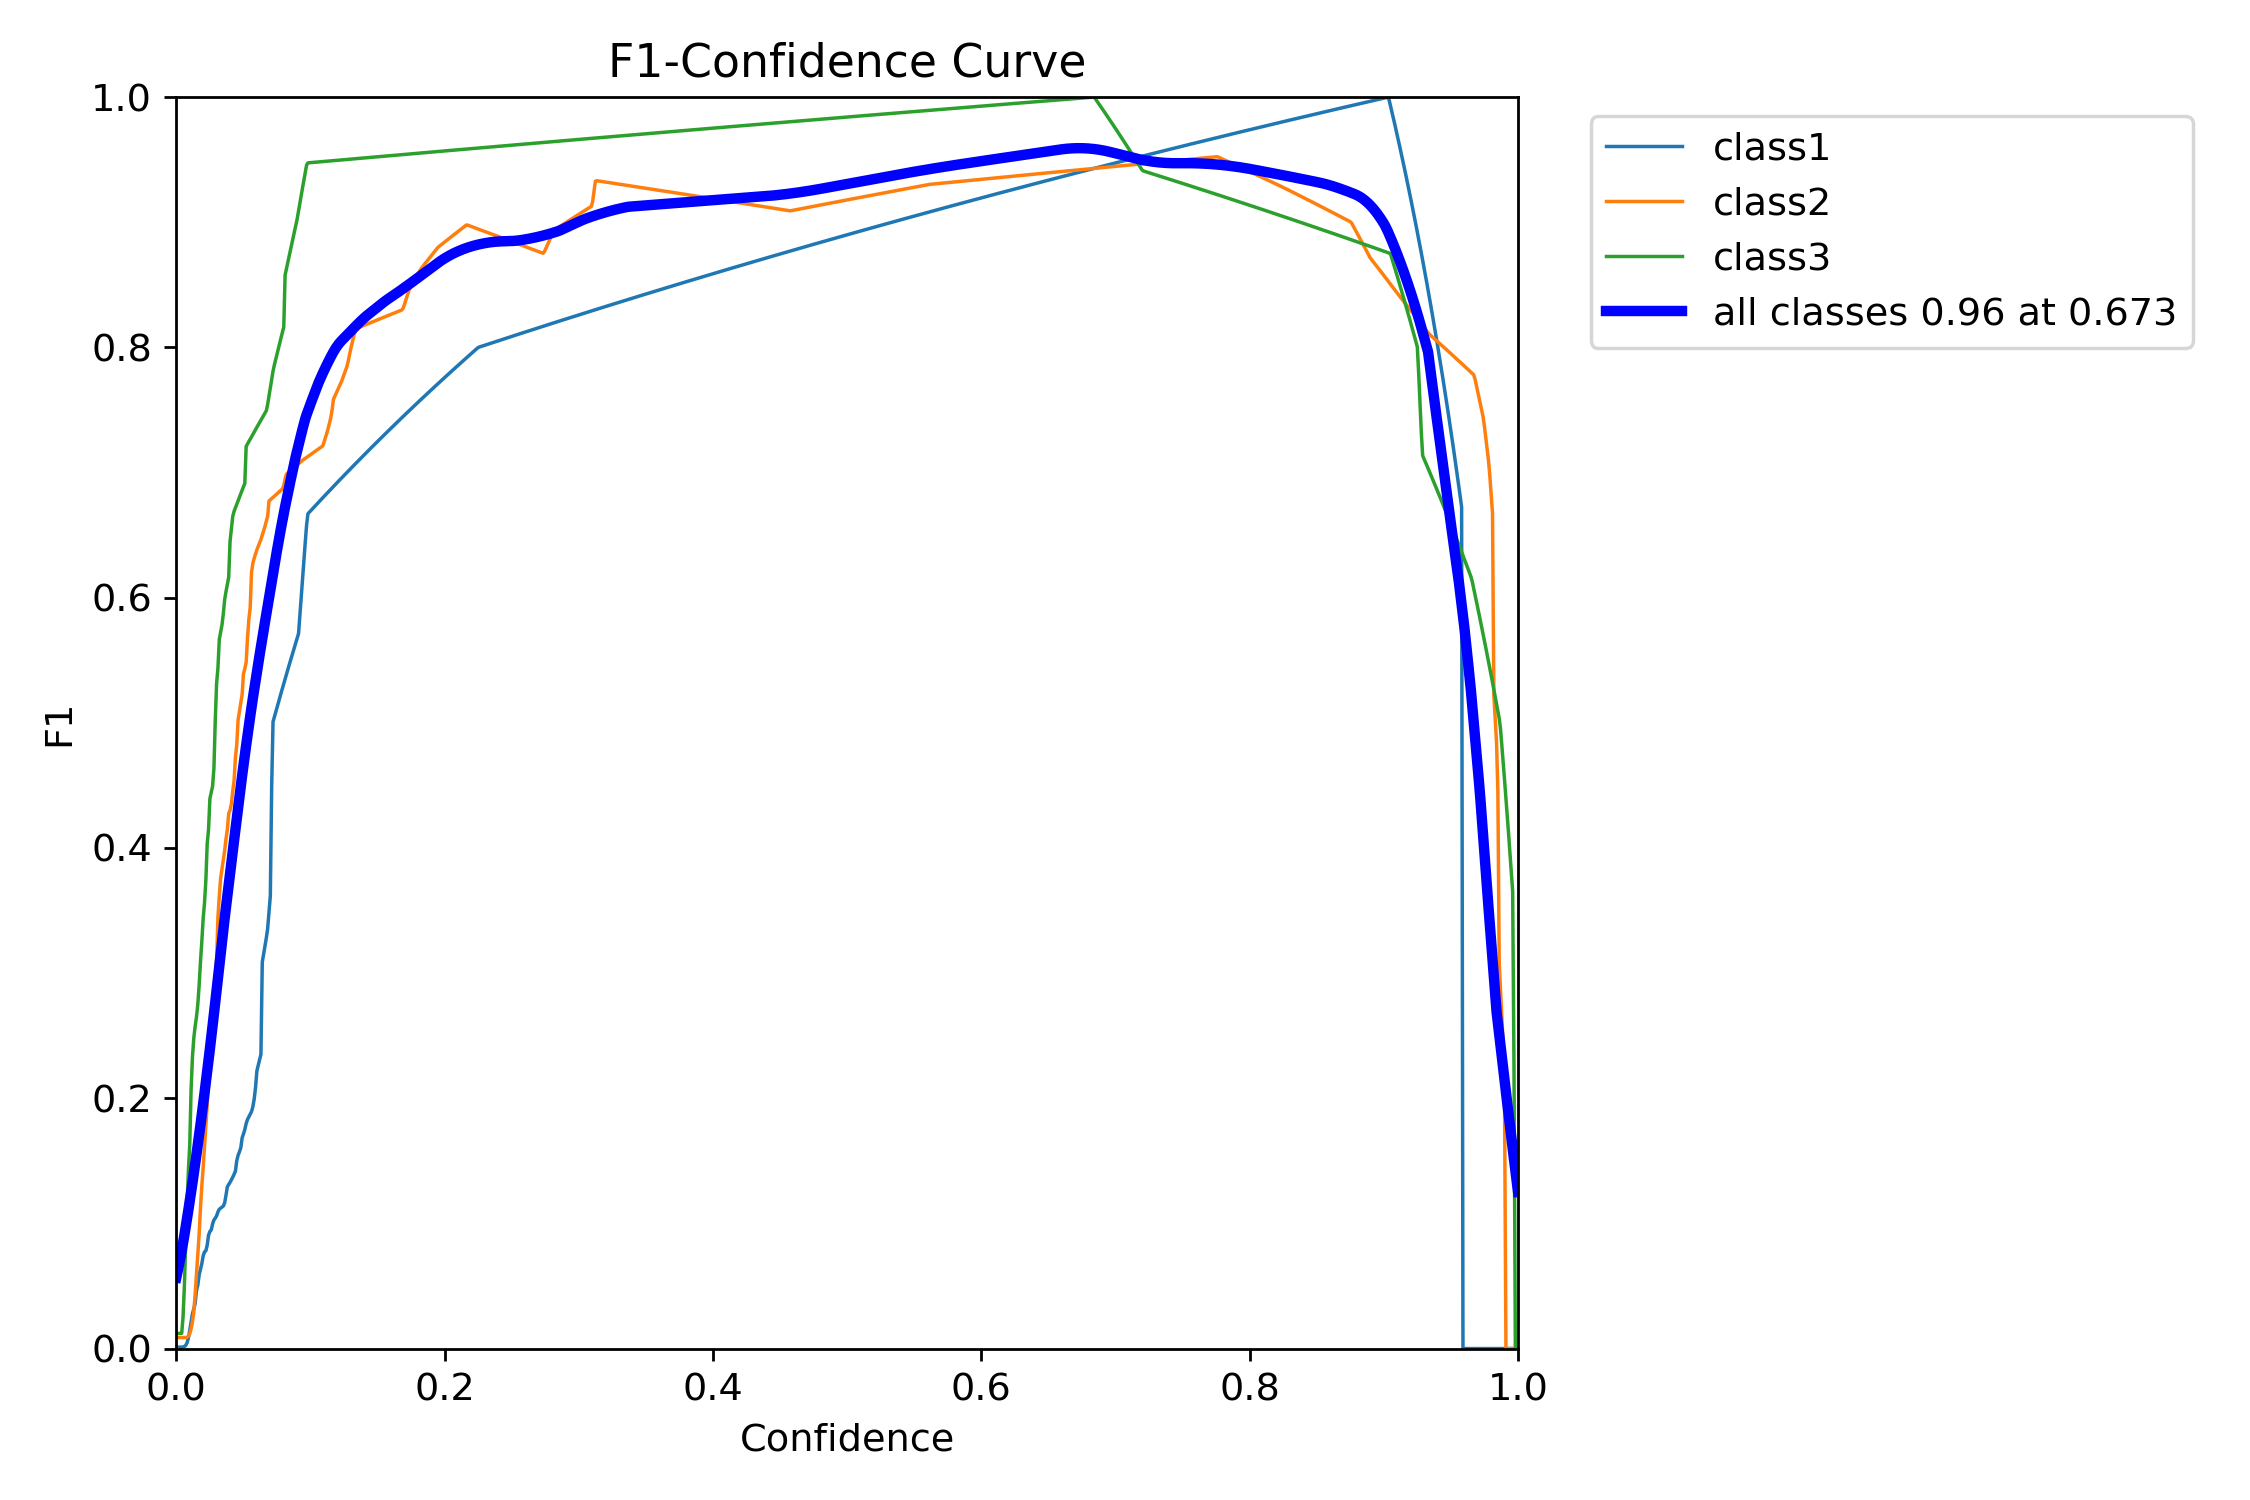 F1-Confidence Curve
1.0
0.8
0.6
0.4
0.2
0.0
F1
0.0 0.2 0.4 0.6 0.8 1.0
Confidence
class1
class2
class3
all classes 0.96 at 0.673